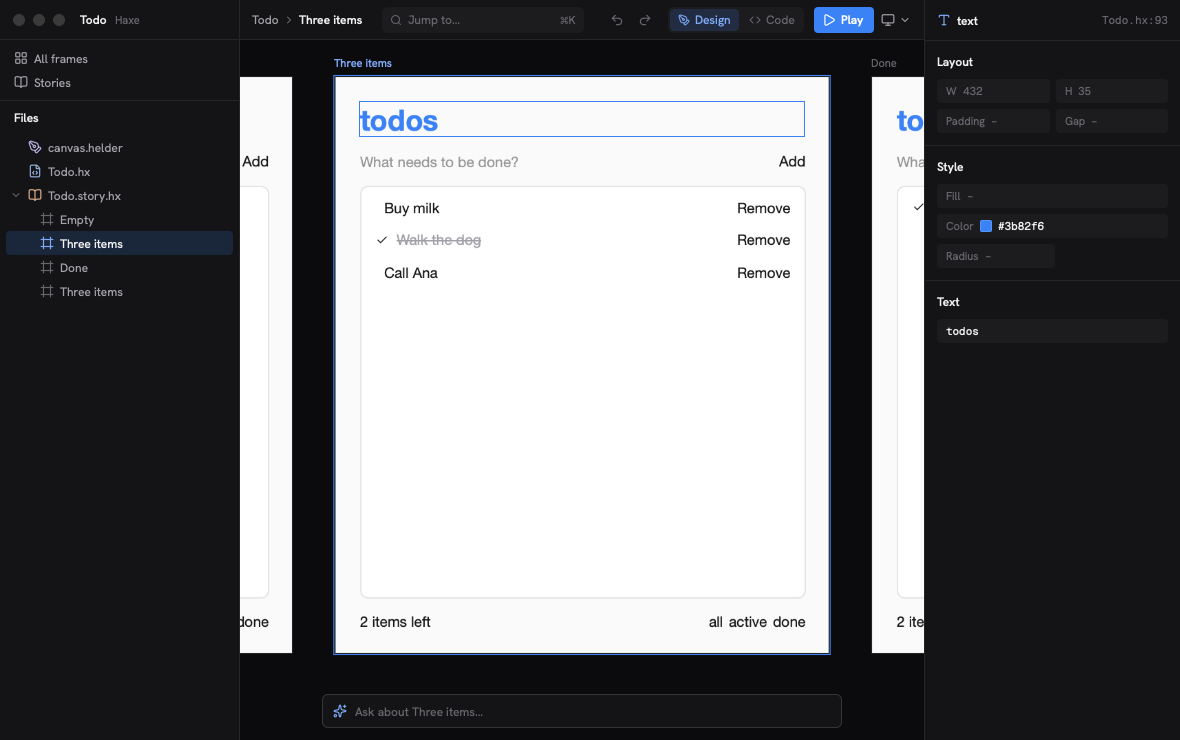 Todo Haxe
All frames
Stories
Files
canvas.helder
Todo.hx
Todo.story.hx
Empty
Three items
Done
Three items
Todo > Three items
Jump to...
⌘K
Design
<> Code
Play
Three items
Done
Add
done
todos
What needs to be done?
Add
Buy milk
Remove
✓ Walk the dog
Remove
Call Ana
Remove
2 items left
all active done
to
Wha
✓
2 ite
Ask about Three items...
T text
Todo.hx:93
Layout
W 432
H 35
Padding –
Gap –
Style
Fill –
Color #3b82f6
Radius –
Text
todos